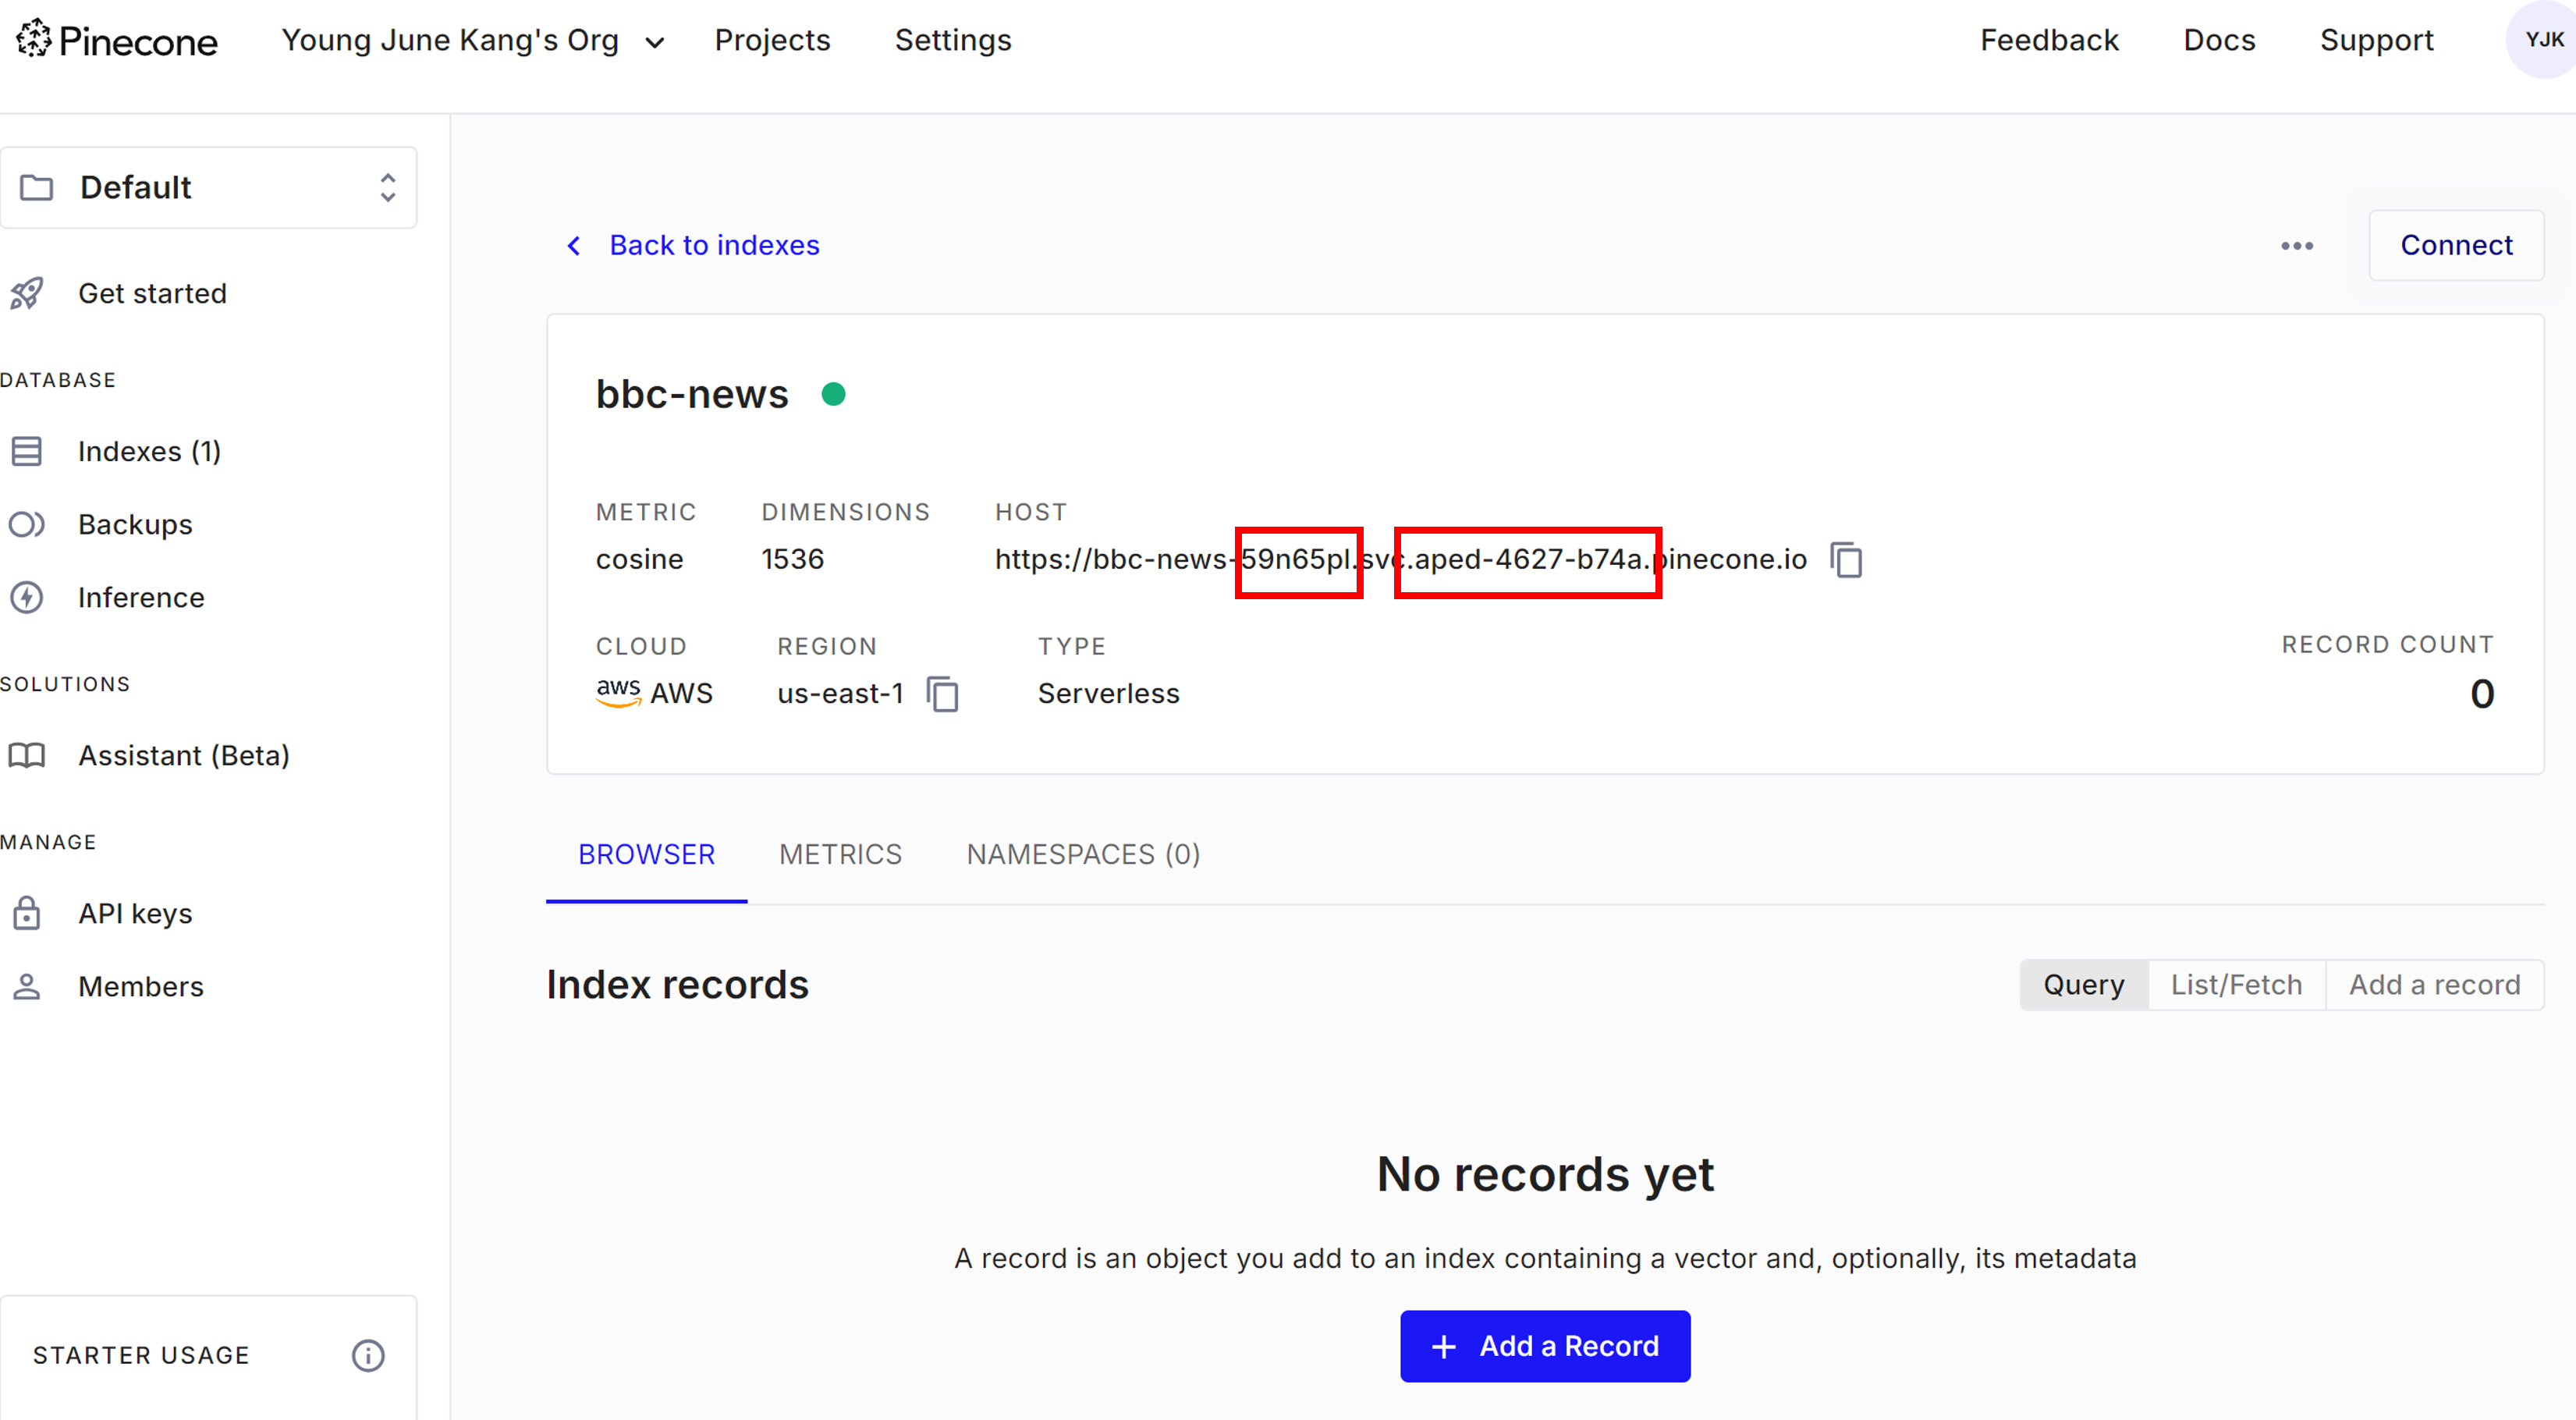 Pinecone
Young June Kang's Org
Projects
Settings
Feedback
Docs
Support
YJK
Default
Get started
DATABASE
Indexes (1)
Backups
Inference
SOLUTIONS
Assistant (Beta)
MANAGE
API keys
Members
STARTER USAGE
Back to indexes
Connect
bbc-news
METRIC
cosine
DIMENSIONS
1536
HOST
https://bbc-news-59n65pl.svc.aped-4627-b74a.pinecone.io
CLOUD
aws AWS
REGION
us-east-1
TYPE
Serverless
RECORD COUNT
0
BROWSER
METRICS
NAMESPACES (0)
Index records
Query
List/Fetch
Add a record
No records yet
A record is an object you add to an index containing a vector and, optionally, its metadata
+ Add a Record